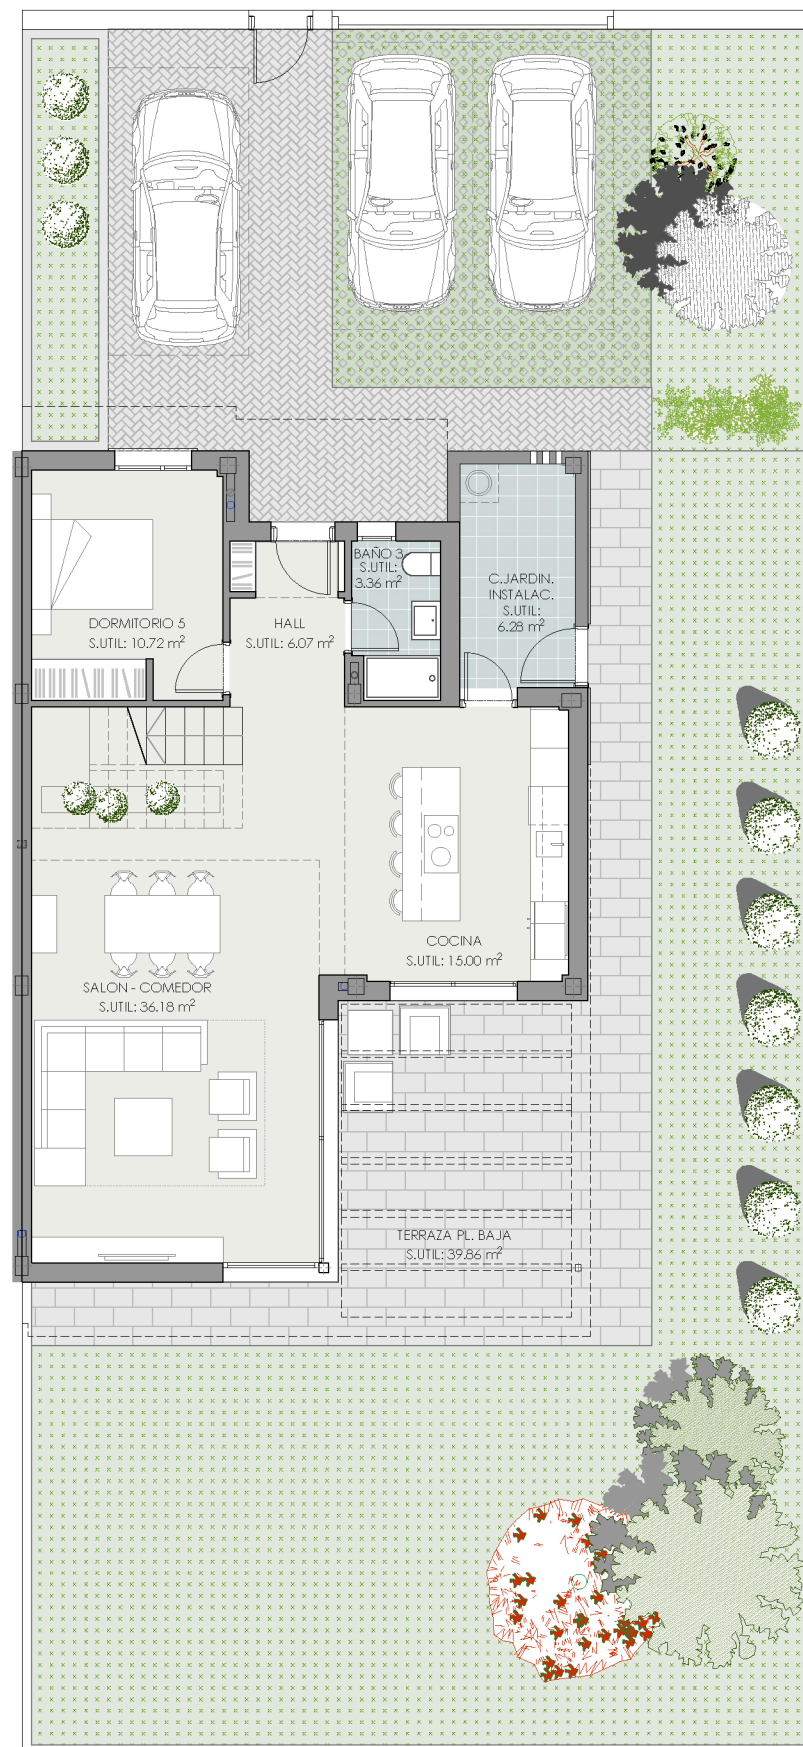 BAÑO 3
S.UTIL:
3.36 m²
C.JARDIN.
INSTALAC.
S.UTIL:
6.28 m²
DORMITORIO 5
S.UTIL: 10.72 m²
HALL
S.UTIL: 6.07 m²
COCINA
S.UTIL: 15.00 m²
SALON - COMEDOR
S.UTIL: 36.18 m²
TERRAZA PL. BAJA
S.UTIL: 39.86 m²